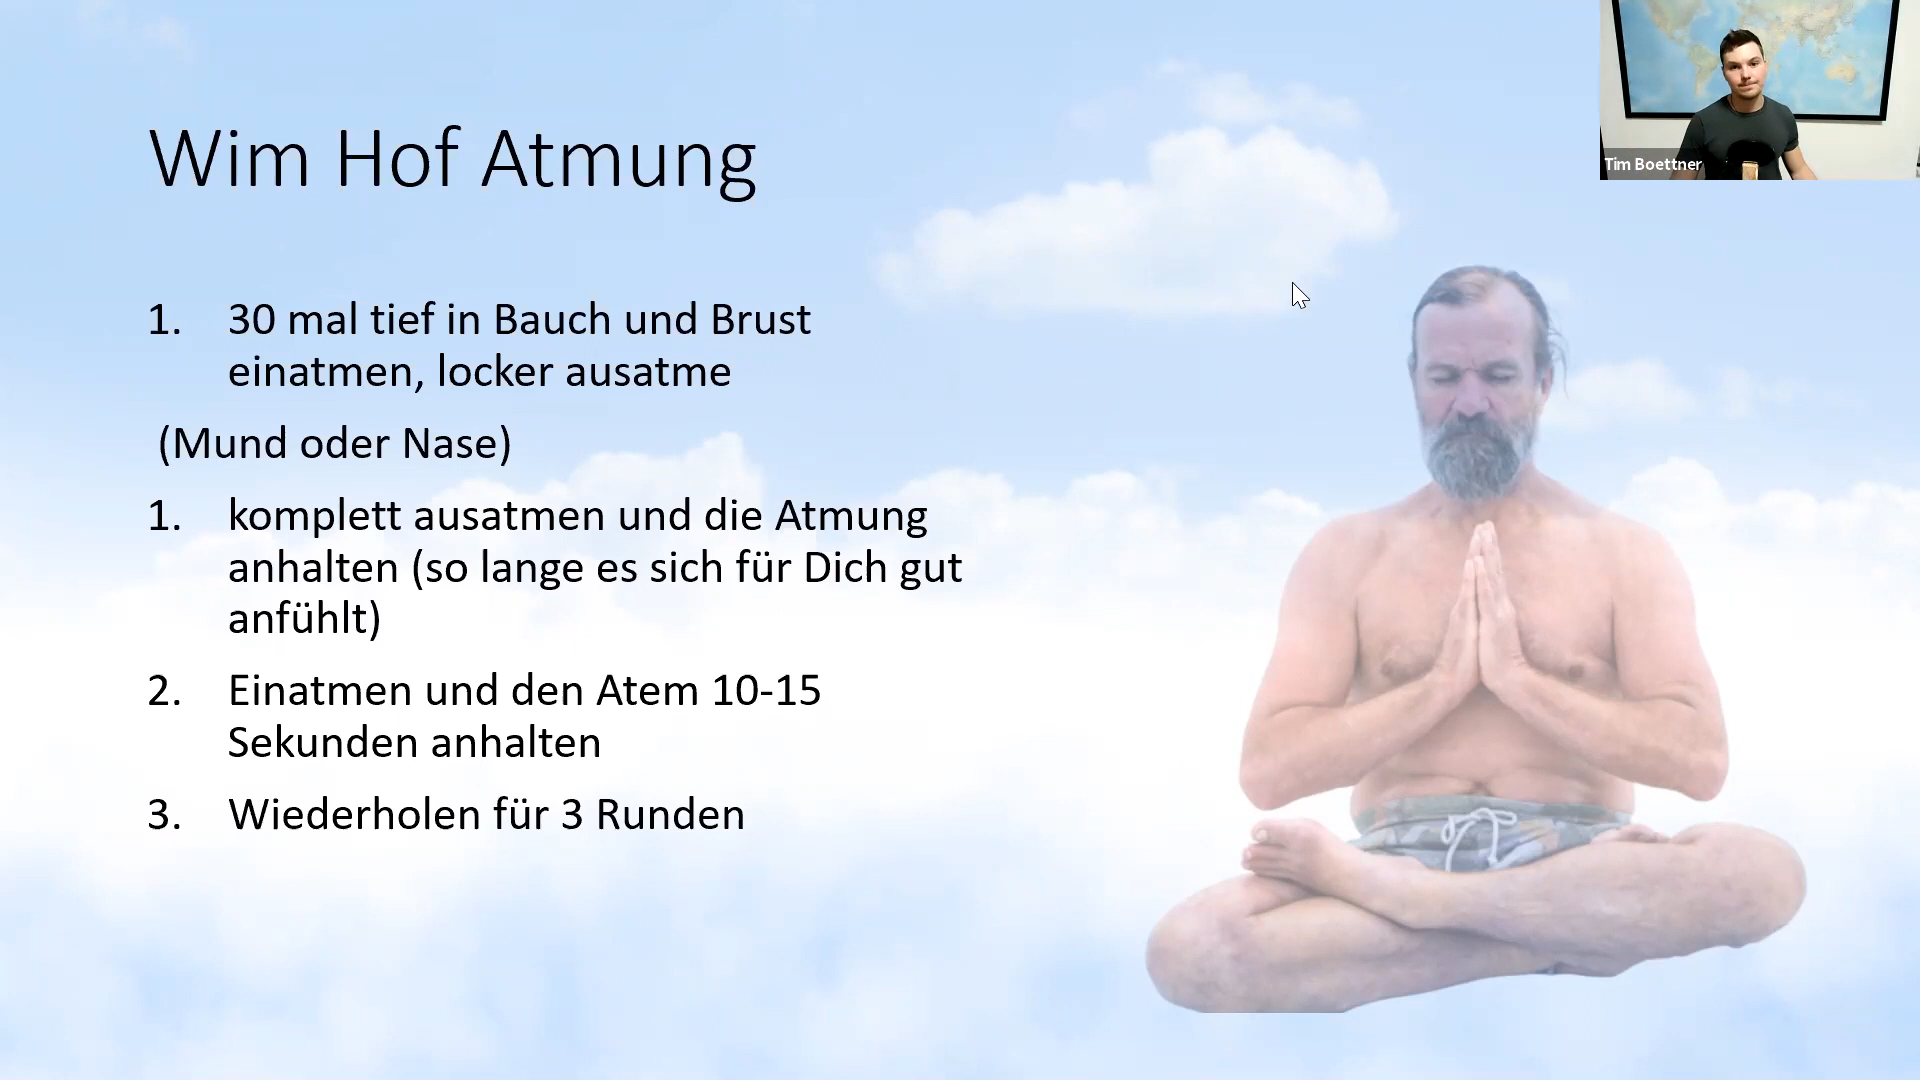 Tim Boettner
Wim Hof Atmung
1. 30 mal tief in Bauch und Brust
einatmen, locker ausatme
(Mund oder Nase)
1. komplett ausatmen und die Atmung
anhalten (so lange es sich für Dich gut
anfühlt)
2. Einatmen und den Atem 10-15
Sekunden anhalten
3. Wiederholen für 3 Runden